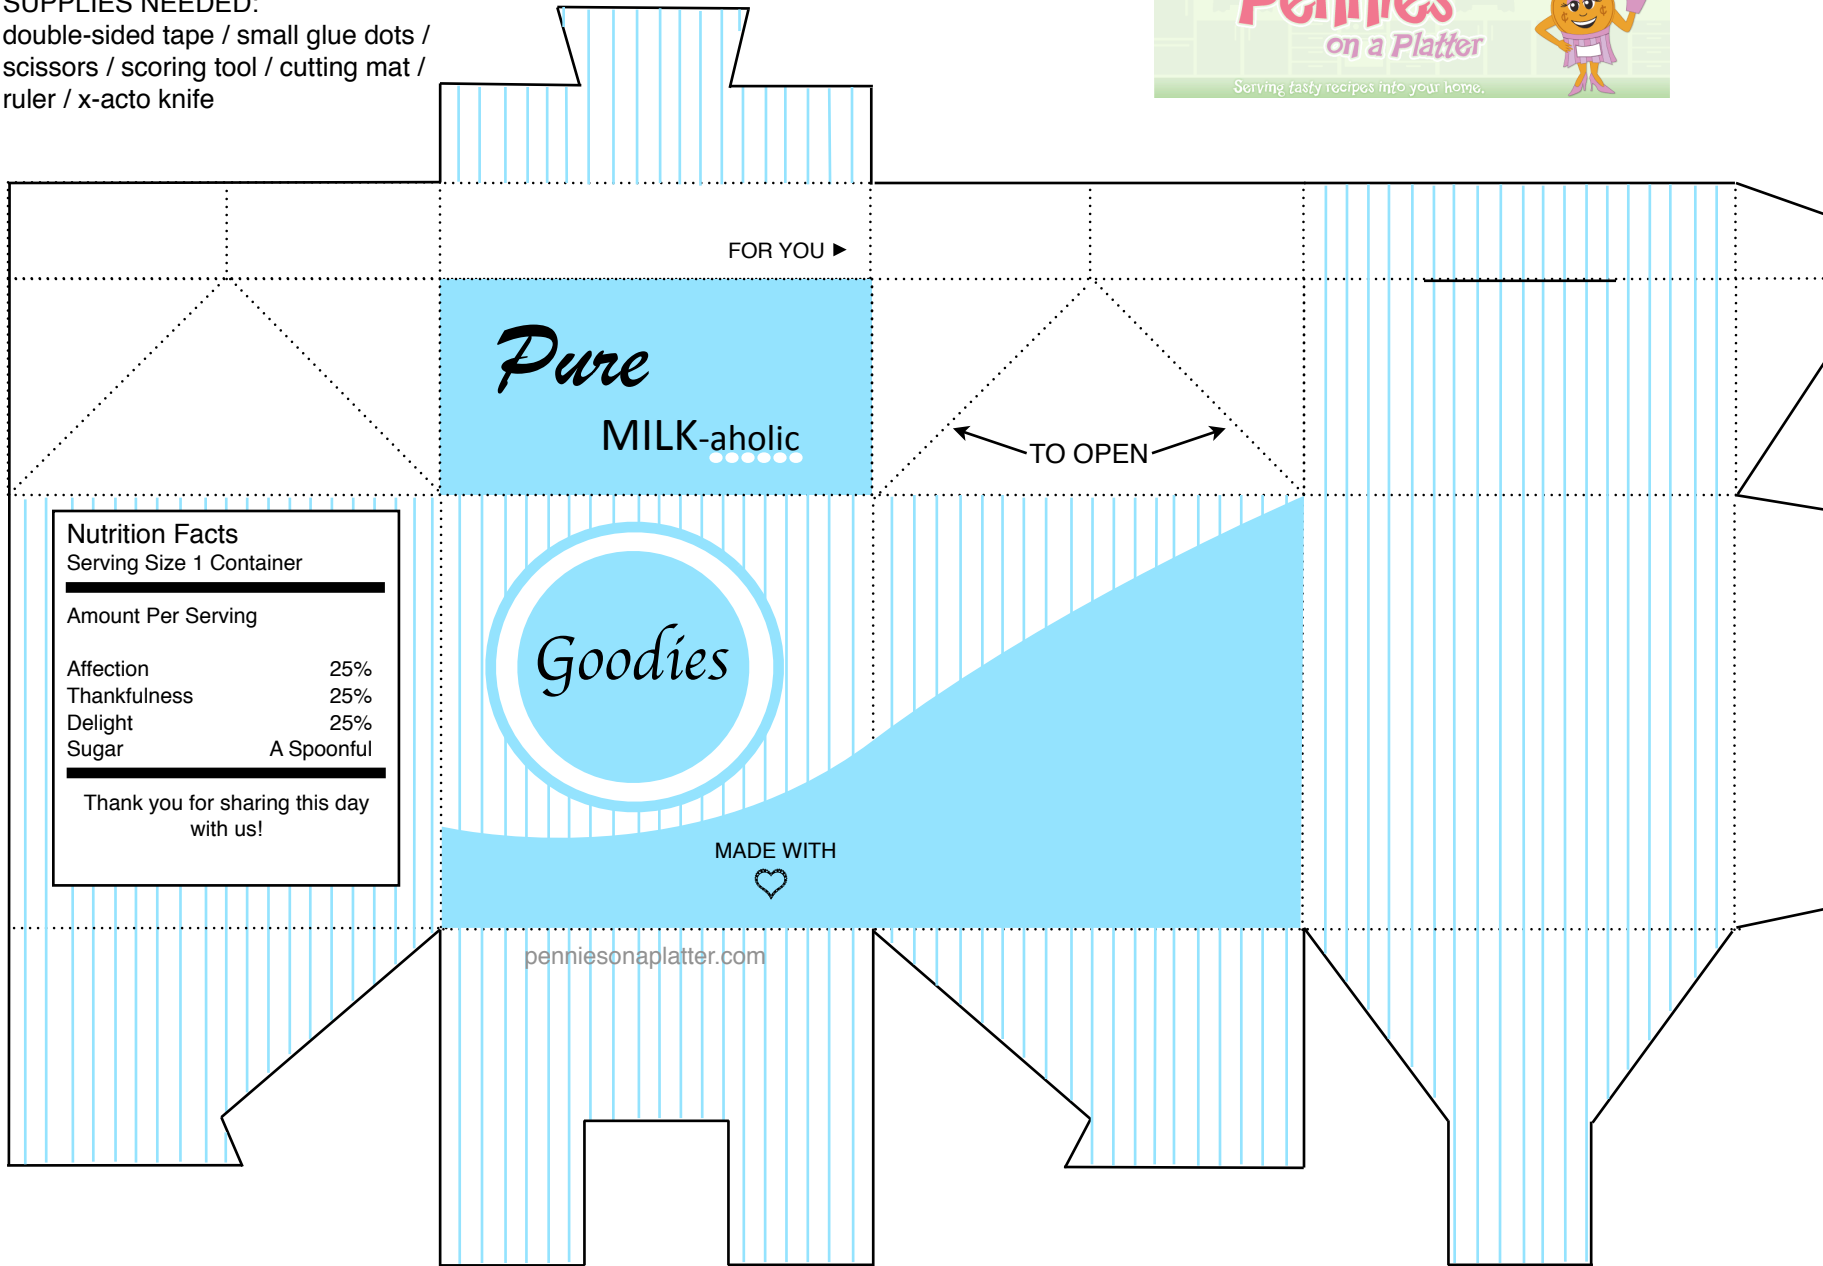 SUPPLIES NEEDED:
double-sided tape / small glue dots /
scissors / scoring tool / cutting mat /
ruler / x-acto knife
Pennies
on a Platter
Serving tasty recipes into your home.
FOR YOU ►
Pure
MILK-aholic
TO OPEN
Nutrition Facts
Serving Size 1 Container
Amount Per Serving
Affection 25%
Thankfulness 25%
Delight 25%
Sugar A Spoonful
Thank you for sharing this day
with us!
Goodies
MADE WITH
penniesonaplatter.com